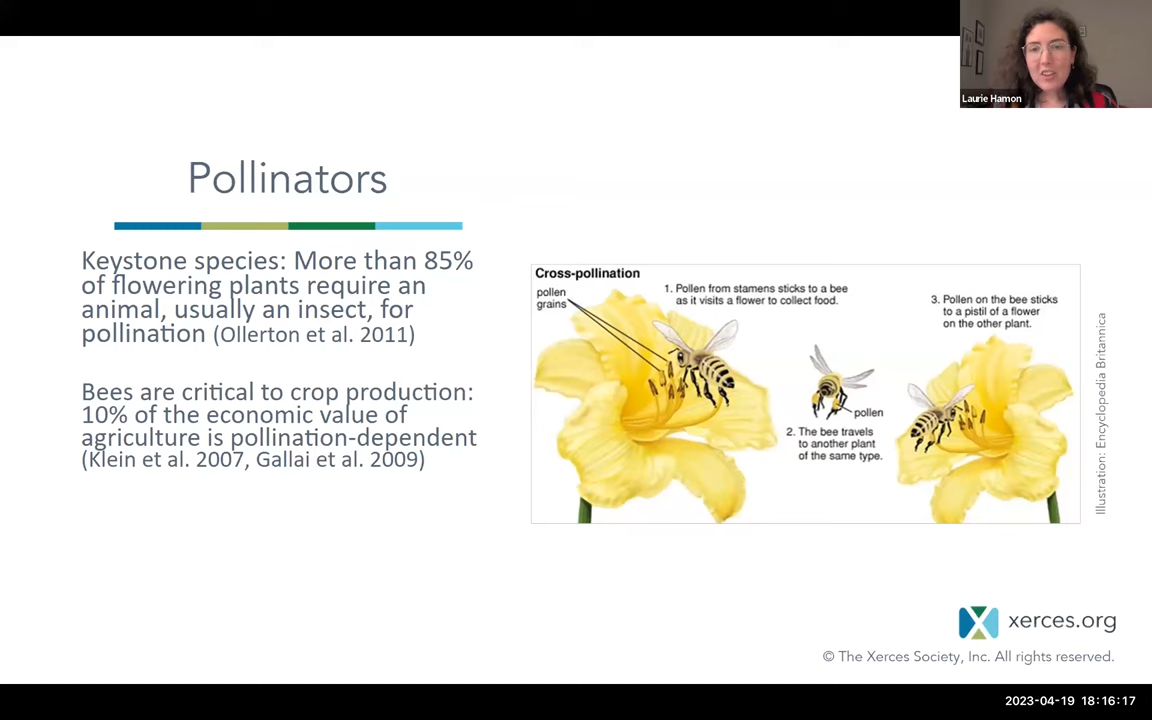 Laurie Hamon
Pollinators
Keystone species: More than 85%
of flowering plants require an
animal, usually an insect, for
pollination (Ollerton et al. 2011)
Bees are critical to crop production:
10% of the economic value of
agriculture is pollination-dependent
(Klein et al. 2007, Gallai et al. 2009)
Cross-pollination
pollen
grains
1. Pollen from stamens sticks to a bee
as it visits a flower to collect food.
pollen
2. The bee travels
to another plant
of the same type.
3. Pollen on the bee sticks
to a pistil of a flower
on the other plant.
Illustration: Encyclopedia Britannica
xerces.org
© The Xerces Society, Inc. All rights reserved.
2023-04-19 18:16:17